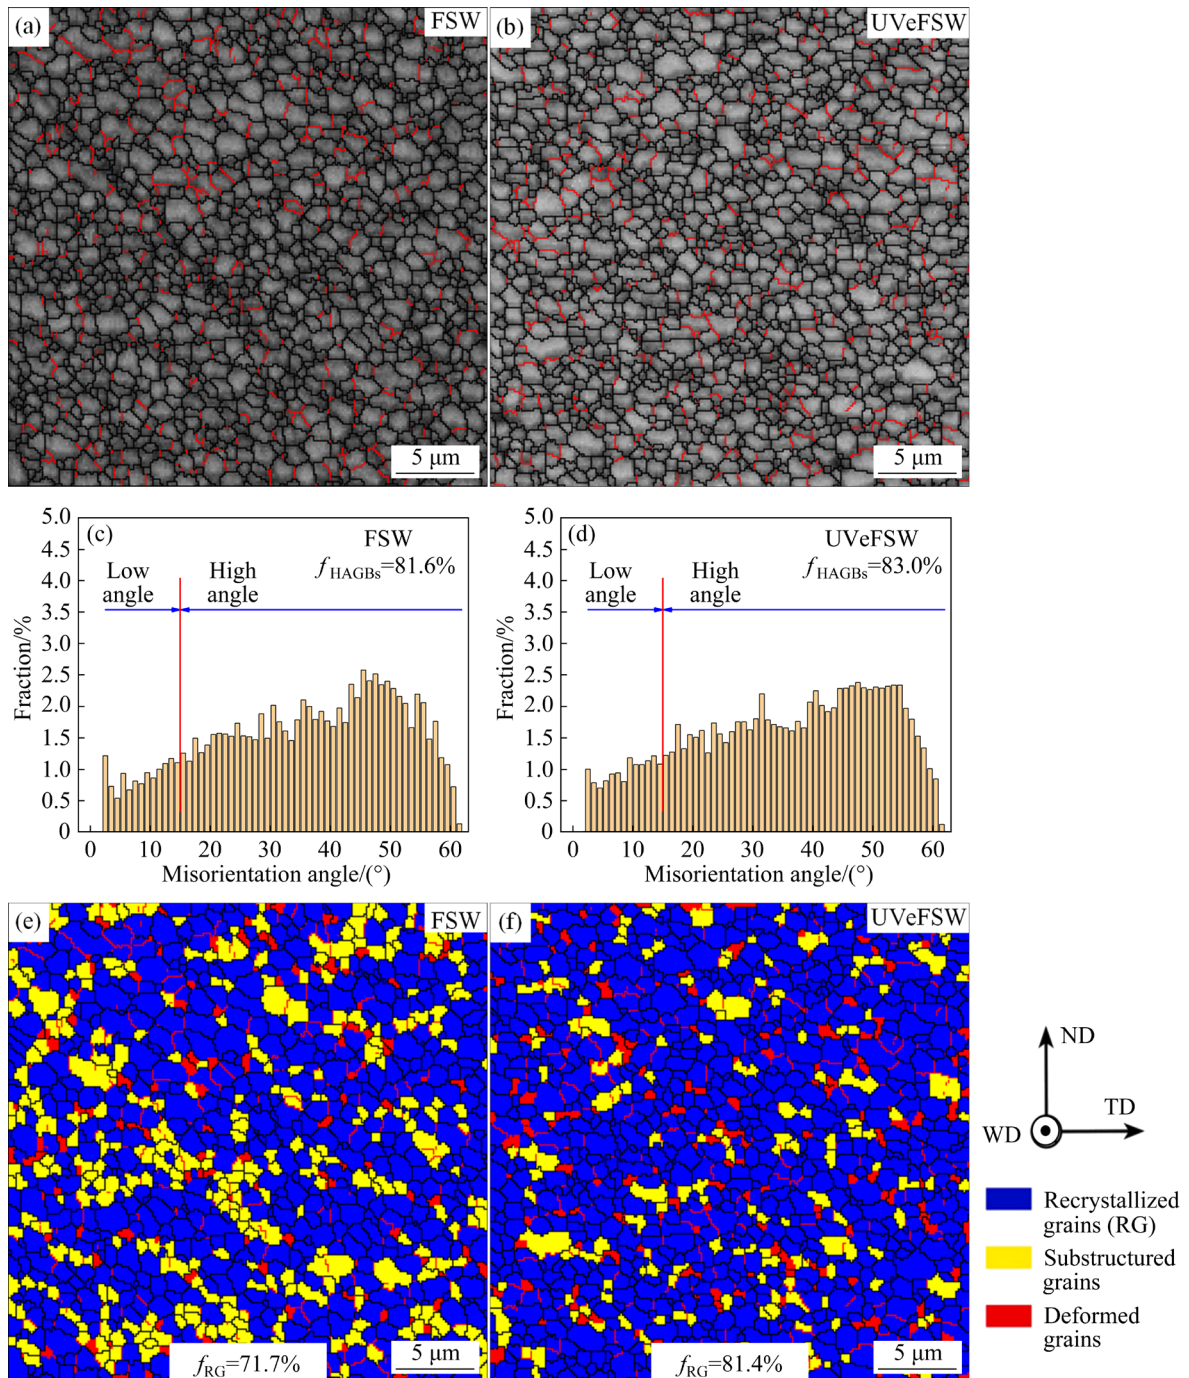 (a)
FSW
(b)
UVeFSW
5 μm
5 μm
(c)
FSW
fHAGBs=81.6%
Low
angle
High
angle
5.0
4.5
4.0
3.5
3.0
2.5
2.0
1.5
1.0
0.5
0
Fraction/%
0 10 20 30 40 50 60
Misorientation angle/(°)
(d)
UVeFSW
fHAGBs=83.0%
Low
angle
High
angle
5.0
4.5
4.0
3.5
3.0
2.5
2.0
1.5
1.0
0.5
0
Fraction/%
0 10 20 30 40 50 60
Misorientation angle/(°)
(e)
FSW
(f)
UVeFSW
fRG=71.7%
5 μm
fRG=81.4%
5 μm
ND
TD
WD
Recrystallized
grains (RG)
Substructured
grains
Deformed
grains